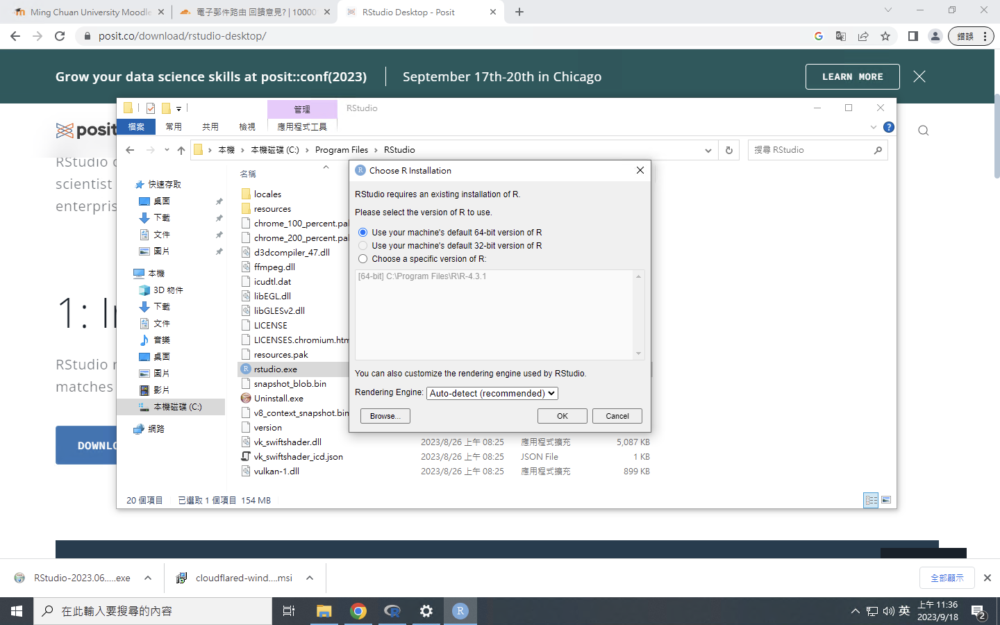 Ming Chuan University Moodle
電子郵件路由 回饋意見? | 10000
RStudio Desktop - Posit
posit.co/download/rstudio-desktop/
錯誤
Grow your data science skills at posit::conf(2023)
September 17th-20th in Chicago
LEARN MORE
管理
RStudio
檔案
常用
共用
檢視
應用程式工具
posit
本機 > 本機磁碟 (C:) > Program Files > RStudio
搜尋 RStudio
RStudio
scientist
enterpris
1: I
RStudio r
matches
DOWNLO
快速存取
桌面
下載
文件
圖片
本機
3D 物件
下載
文件
音樂
桌面
圖片
影片
本機磁碟 (C:)
網路
名稱
locales
resources
chrome_100_percent.pak
chrome_200_percent.pak
d3dcompiler_47.dll
ffmpeg.dll
icudtl.dat
libEGL.dll
libGLESv2.dll
LICENSE
LICENSES.chromium.htm
resources.pak
rstudio.exe
snapshot_blob.bin
Uninstall.exe
v8_context_snapshot.bin
version
vk_swiftshader.dll 2023/8/26 上午 08:25 應用程式擴充 5,087 KB
vk_swiftshader_icd.json 2023/8/26 上午 08:25 JSON File 1 KB
vulkan-1.dll 2023/8/26 上午 08:25 應用程式擴充 899 KB
20 個項目
已選取 1 個項目 154 MB
R Choose R Installation
RStudio requires an existing installation of R.
Please select the version of R to use.
Use your machine's default 64-bit version of R
Use your machine's default 32-bit version of R
Choose a specific version of R:
[64-bit] C:\Program Files\R\R-4.3.1
You can also customize the rendering engine used by RStudio.
Rendering Engine: Auto-detect (recommended)
Browse...
OK
Cancel
RStudio-2023.06.....exe
cloudflared-wind....msi
全部顯示
在此輸入要搜尋的內容
英
上午 11:36
2023/9/18
2